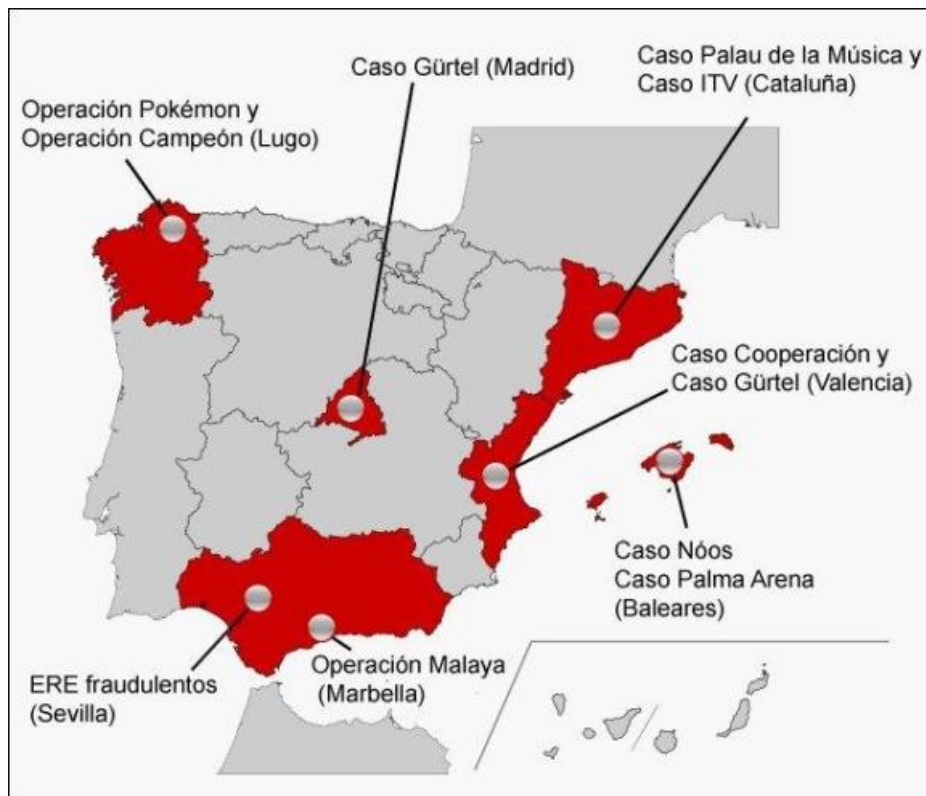 Caso Gürtel (Madrid)
Caso Palau de la Música y
Caso ITV (Cataluña)
Operación Pokémon y
Operación Campeón (Lugo)
Caso Cooperación y
Caso Gürtel (Valencia)
Caso Nóos
Caso Palma Arena
(Baleares)
Operación Malaya
(Marbella)
ERE fraudulentos
(Sevilla)